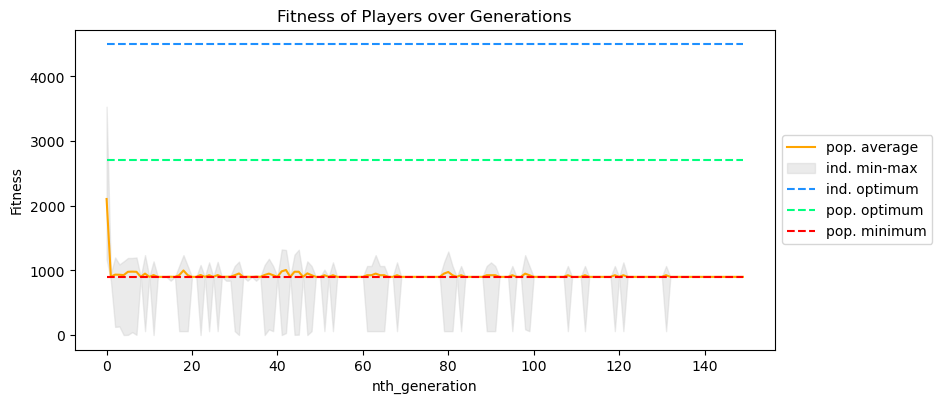 Fitness of Players over Generations
Fitness
4000
3000
2000
1000
0
0 20 40 60 80 100 120 140
nth_generation
pop. average
ind. min-max
ind. optimum
pop. optimum
pop. minimum